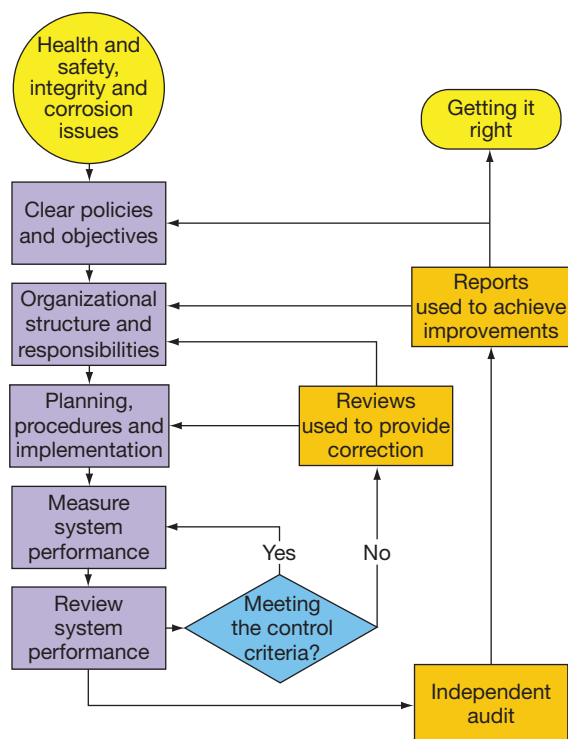 Health and
safety,
integrity and
corrosion
issues
Getting it
right
Clear policies
and objectives
Organizational
structure and
responsibilities
Reports
used to achieve
improvements
Planning,
procedures and
implementation
Reviews
used to provide
correction
Measure
system
performance
Yes
No
Review
system
performance
Meeting
the control
criteria?
Independent
audit